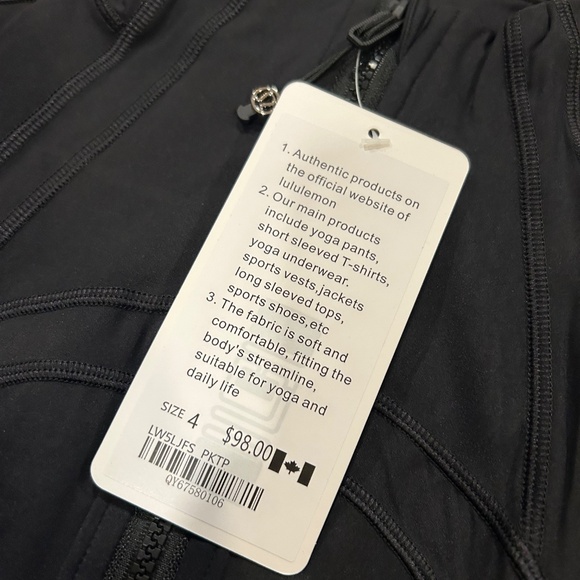 1. Authentic products on
the official website of
lululemon
2. Our main products
include yoga pants,
short sleeved T-shirts,
yoga underwear.
sports vests,jackets
long sleeved tops,
sports shoes,etc
3. The fabric is soft and
comfortable, fitting the
body's streamline,
suitable for yoga and
daily life
SIZE 4 $98.00
LWSLJFS PKTP
QY67580106